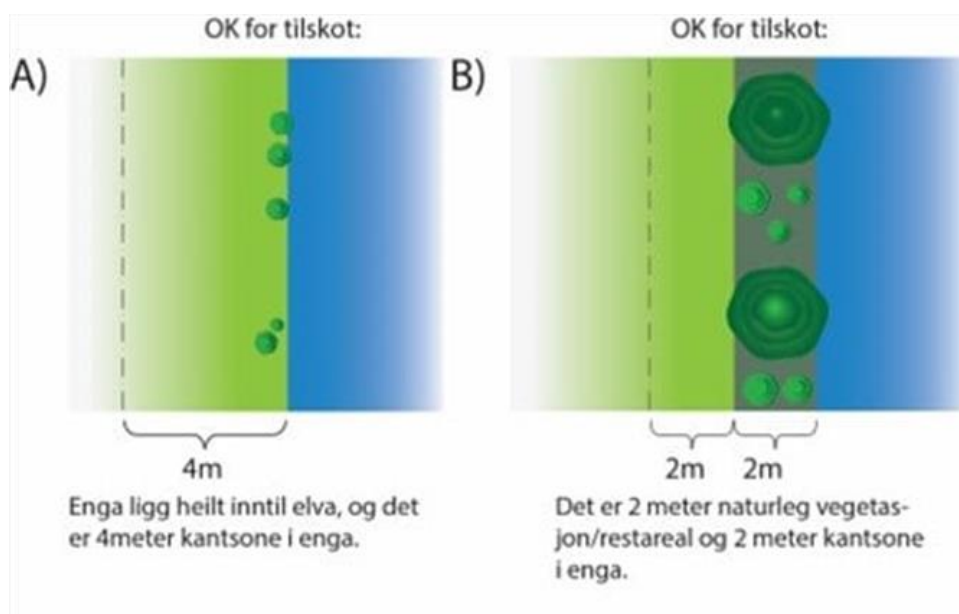 OK for tilskot:
A)
4m
Enga ligg heilt inntil elva, og det
er 4meter kantsone i enga.
OK for tilskot:
B)
2m 2m
Det er 2 meter naturleg vegetas-
jon/restareal og 2 meter kantsone
i enga.